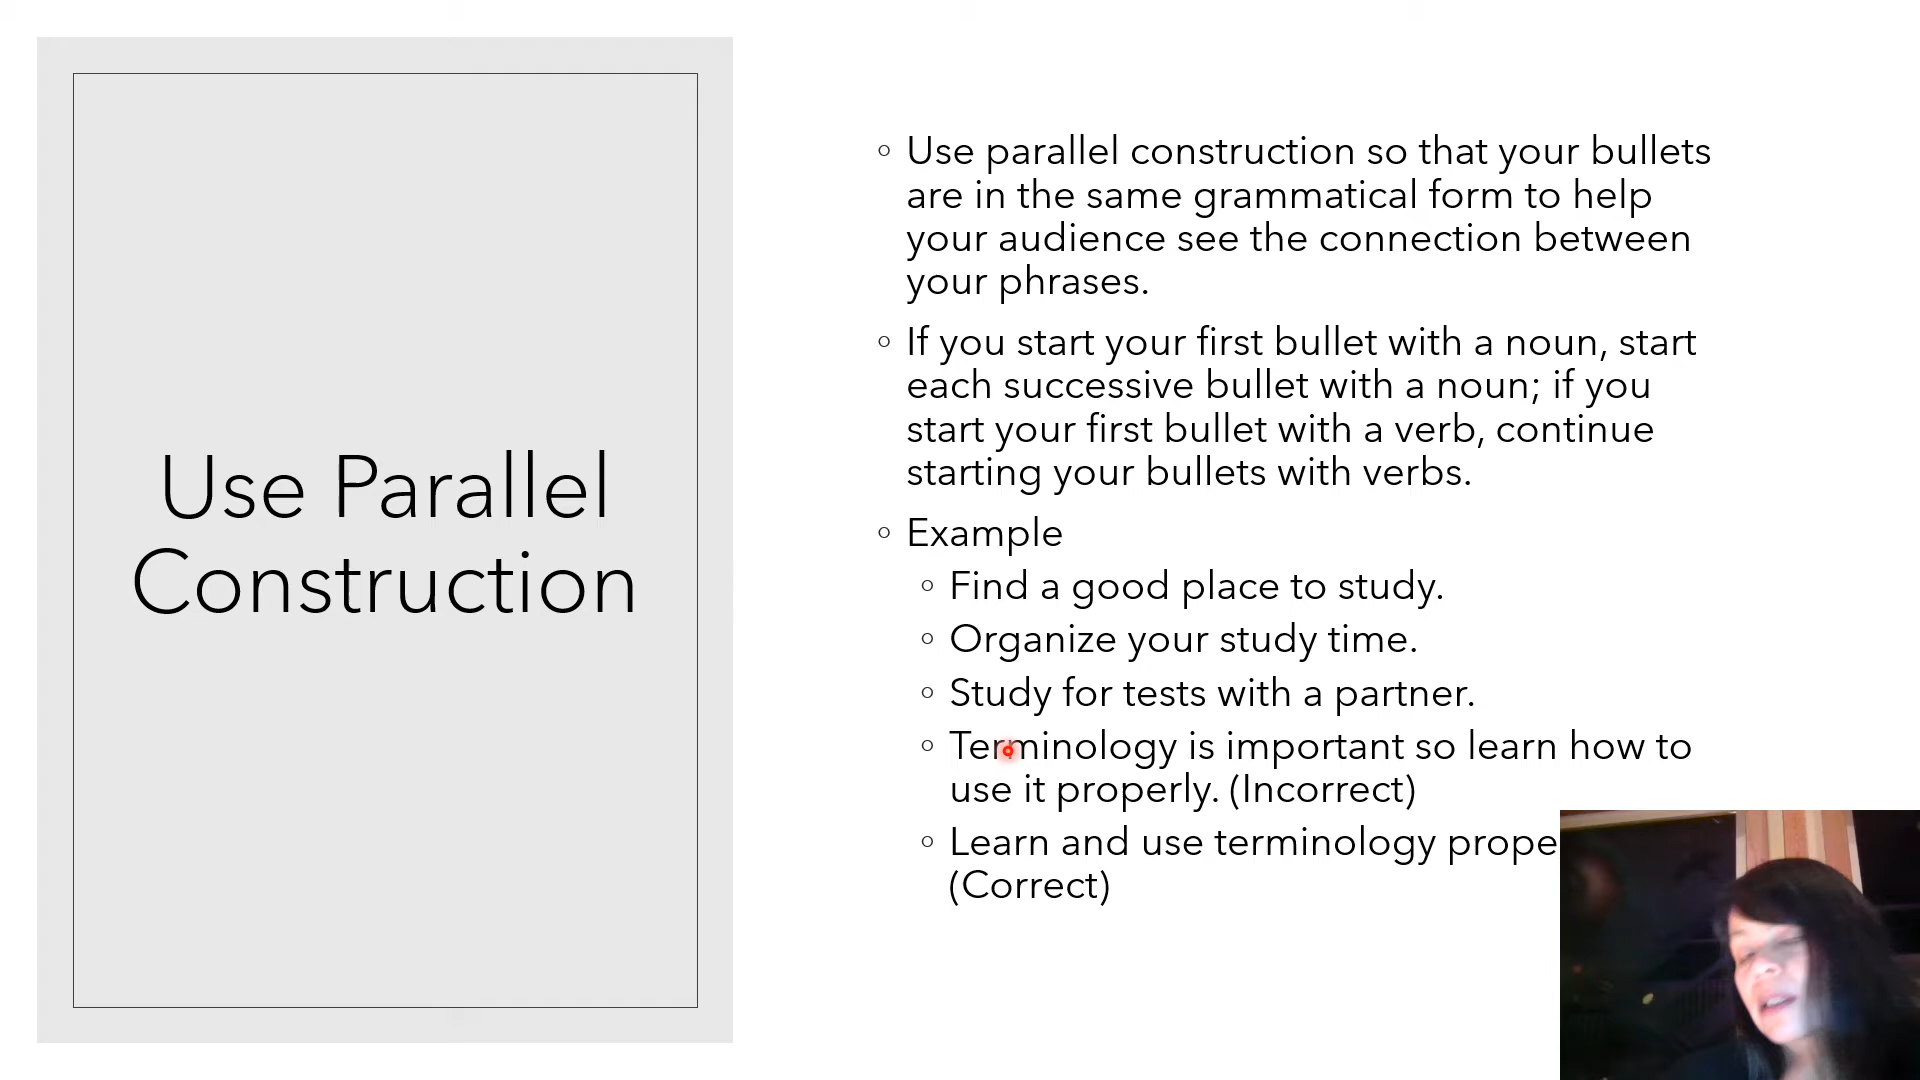 Use Parallel
Construction
Use parallel construction so that your bullets
are in the same grammatical form to help
your audience see the connection between
your phrases.
If you start your first bullet with a noun, start
each successive bullet with a noun; if you
start your first bullet with a verb, continue
starting your bullets with verbs.
Example
Find a good place to study.
Organize your study time.
Study for tests with a partner.
Terminology is important so learn how to
use it properly. (Incorrect)
Learn and use terminology prope
(Correct)